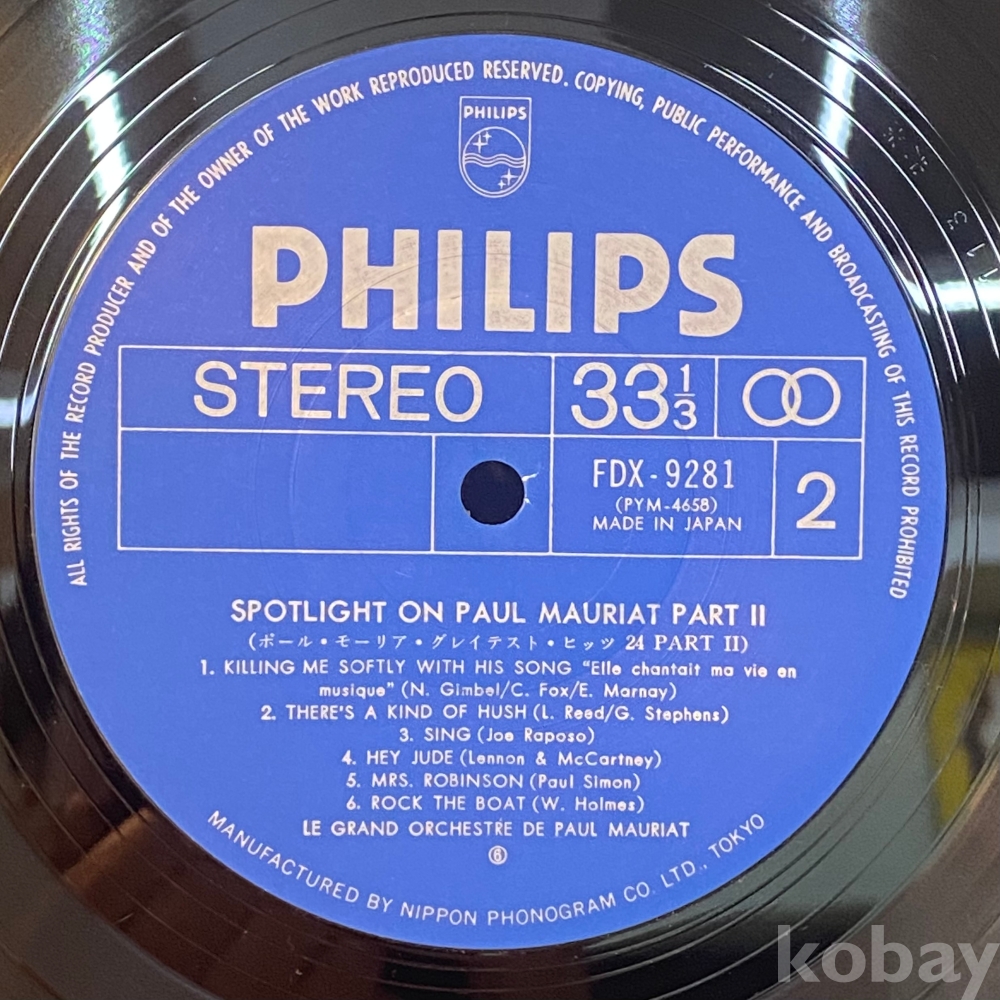 ALL RIGHTS OF THE RECORD PRODUCER AND OF THE OWNER OF THE WORK REPRODUCED RESERVED. COPYING, PUBLIC PERFORMANCE AND BROADCASTING OF THIS RECORD PROHIBITED
PHILIPS
PHILIPS
STEREO 33 1/3
FDX-9281
(PYM-4658)
MADE IN JAPAN
2
SPOTLIGHT ON PAUL MAURIAT PART II
(ポール・モーリア・グレイテスト・ヒッツ 24 PART II)
1. KILLING ME SOFTLY WITH HIS SONG "Elle chantait ma vie en
musique" (N. Gimbel/C. Fox/E. Marnay)
2. THERE'S A KIND OF HUSH (L. Reed/G. Stephens)
3. SING (Joe Raposo)
4. HEY JUDE (Lennon & McCartney)
5. MRS. ROBINSON (Paul Simon)
6. ROCK THE BOAT (W. Holmes)
LE GRAND ORCHESTRE DE PAUL MAURIAT
⑥
MANUFACTURED BY NIPPON PHONOGRAM CO. LTD., TOKYO
kobay